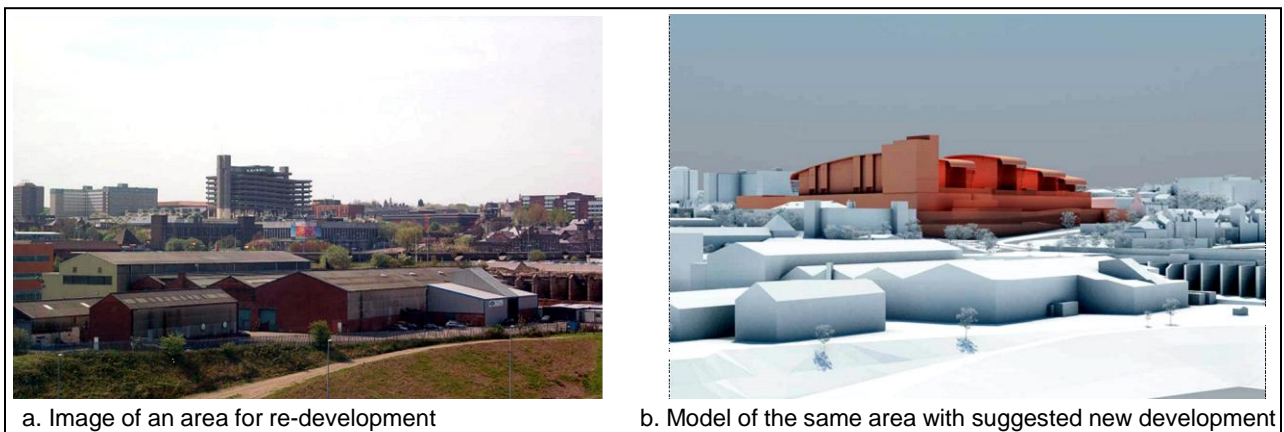 a. Image of an area for re-development
b. Model of the same area with suggested new development